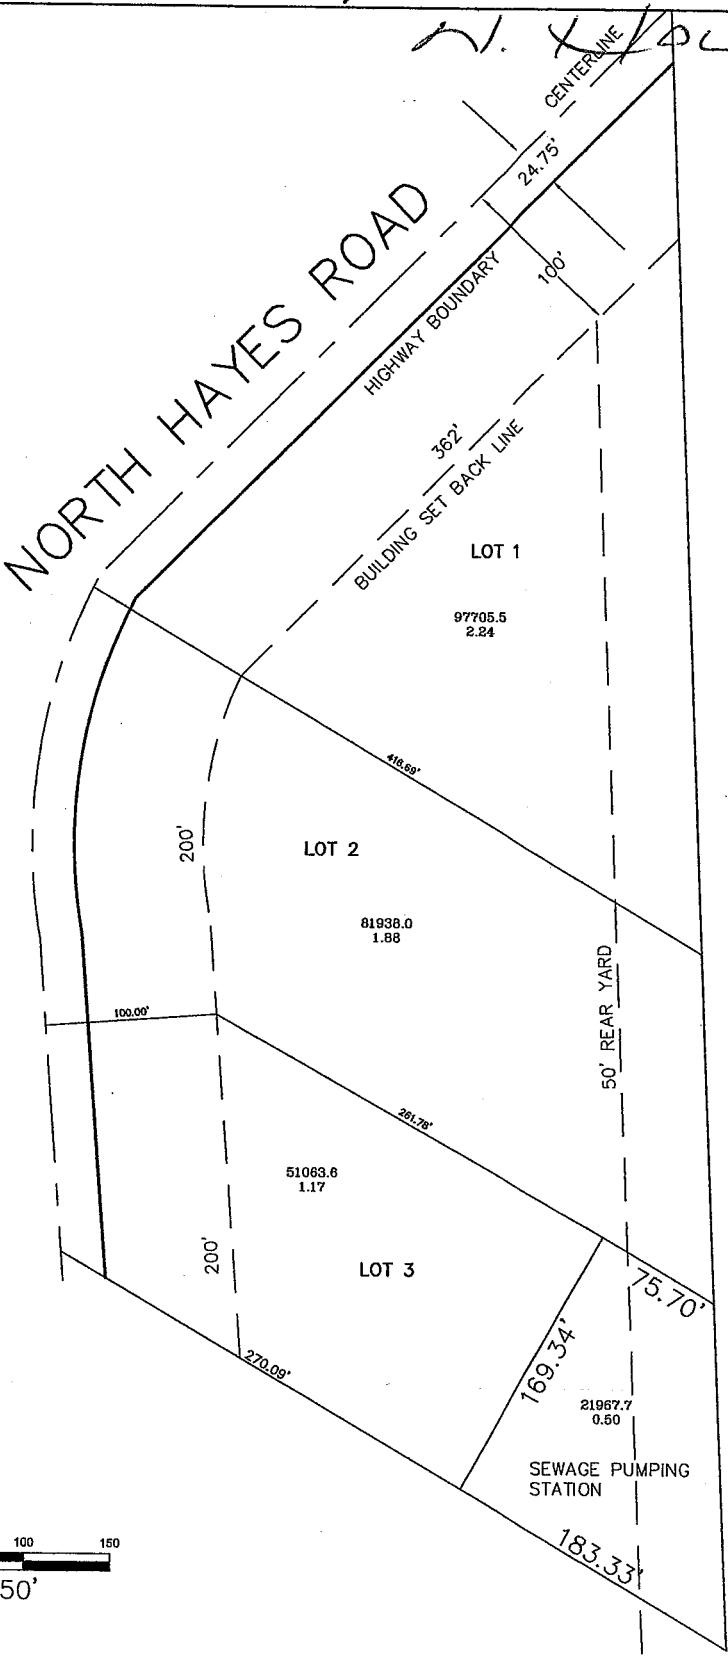 CENTERLINE
24.75'
NORTH HAYES ROAD
HIGHWAY BOUNDARY
100'
362'
BUILDING SET BACK LINE
LOT 1
97705.5
2.24
416.69'
200'
LOT 2
81938.0
1.88
50' REAR YARD
100.00'
261.78'
51063.6
1.17
200'
LOT 3
75.70'
270.09'
169.34'
21967.7
0.50
SEWAGE PUMPING
STATION
183.33'
100 150
50'